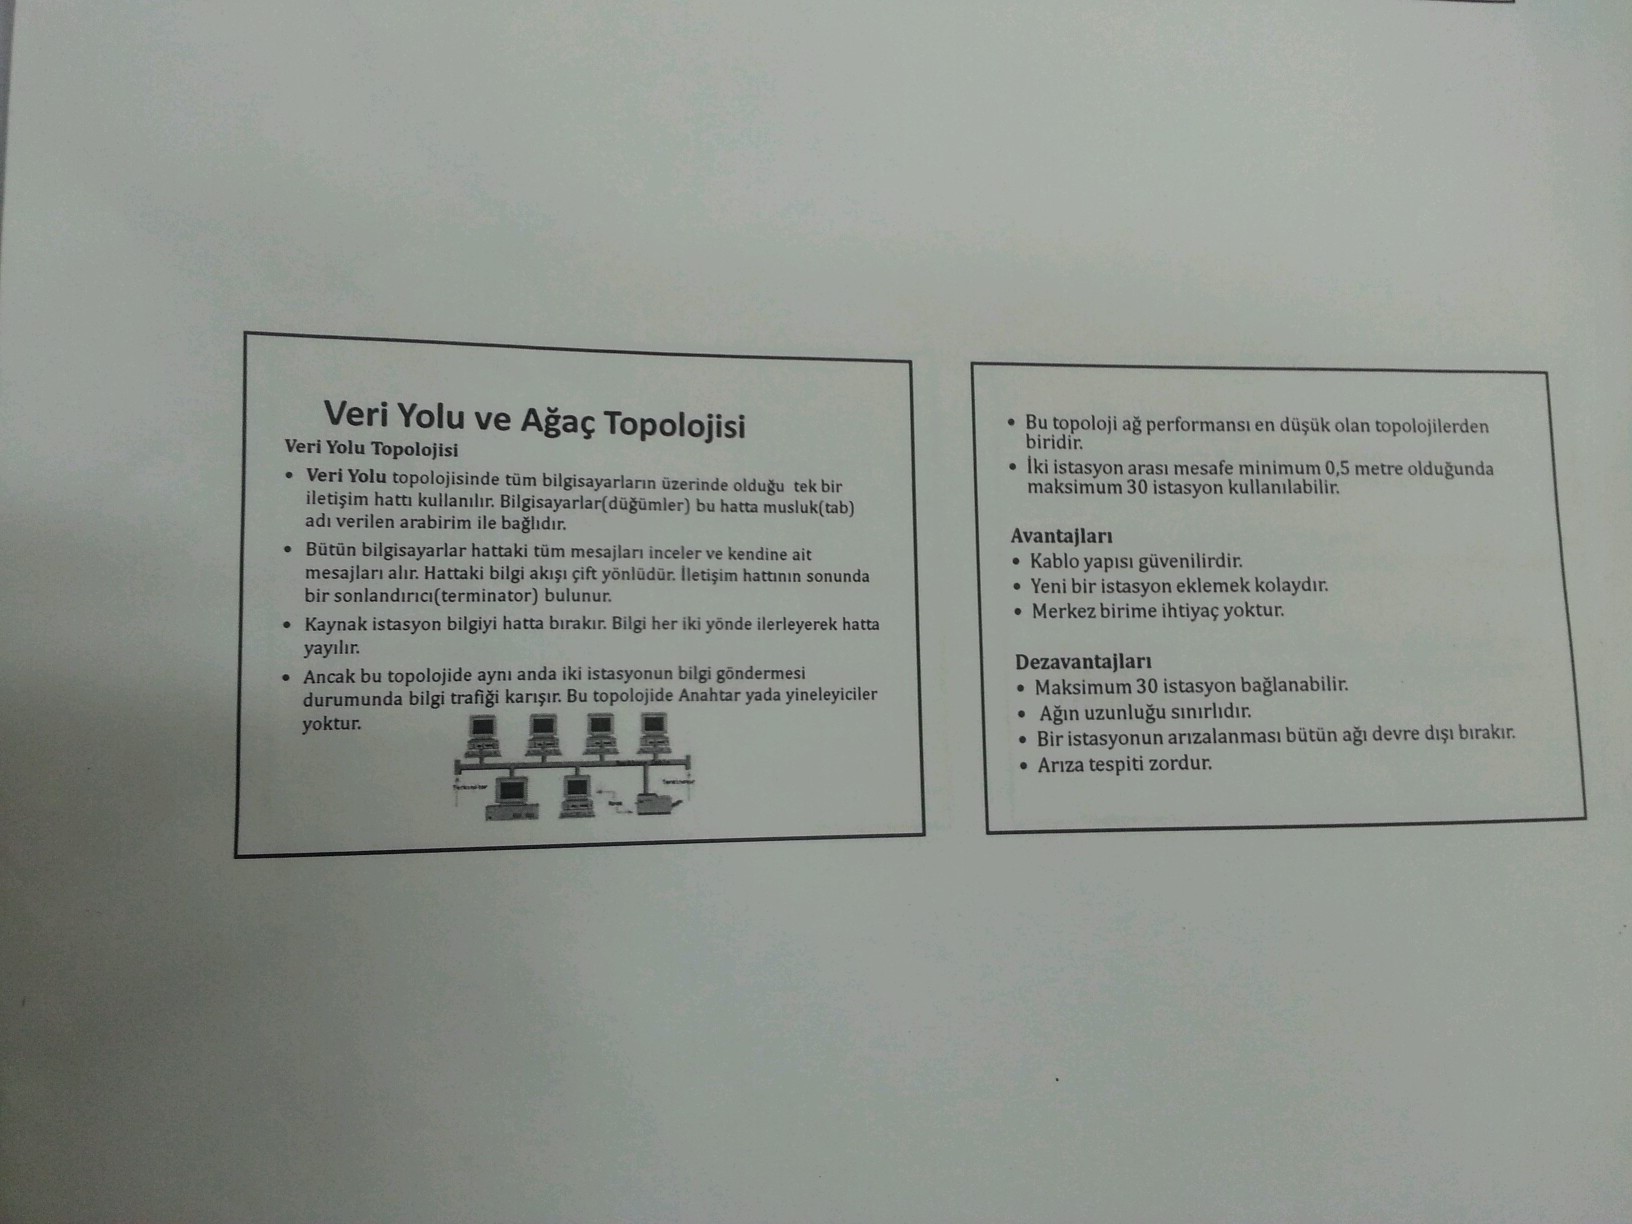 Veri Yolu ve Ağaç Topolojisi
Veri Yolu Topolojisi
• Veri Yolu topolojisinde tüm bilgisayarların üzerinde olduğu tek bir
iletişim hattı kullanılır. Bilgisayarlar(düğümler) bu hatta musluk(tab)
adı verilen arabirim ile bağlıdır.
• Bütün bilgisayarlar hattaki tüm mesajları inceler ve kendine ait
mesajları alır. Hattaki bilgi akışı çift yönlüdür. İletişim hattının sonunda
bir sonlandırıcı(terminator) bulunur.
• Kaynak istasyon bilgiyi hatta bırakır. Bilgi her iki yönde ilerleyerek hatta
yayılır.
• Ancak bu topolojide aynı anda iki istasyonun bilgi göndermesi
durumunda bilgi trafiği karışır. Bu topolojide Anahtar yada yineleyiciler
yoktur.
• Bu topoloji ağ performansı en düşük olan topolojilerden
biridir.
• İki istasyon arası mesafe minimum 0,5 metre olduğunda
maksimum 30 istasyon kullanılabilir.
Avantajları
• Kablo yapısı güvenilirdir.
• Yeni bir istasyon eklemek kolaydır.
• Merkez birime ihtiyaç yoktur.
Dezavantajları
• Maksimum 30 istasyon bağlanabilir.
• Ağın uzunluğu sınırlıdır.
• Bir istasyonun arızalanması bütün ağı devre dışı bırakır.
• Arıza tespiti zordur.